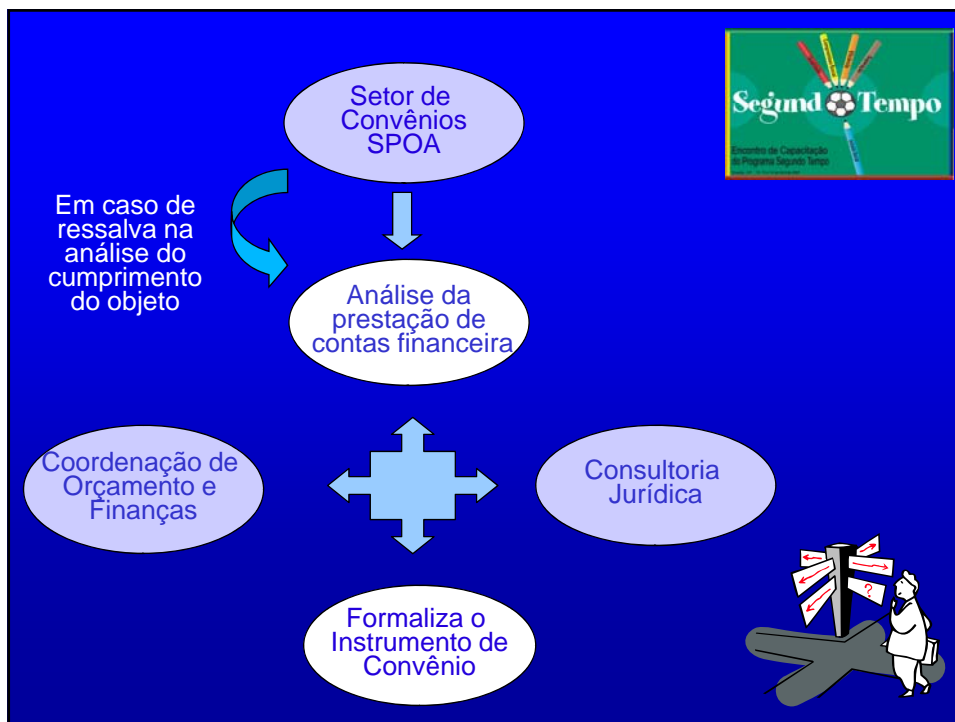 Setor de
Convênios
SPOA
Segundo Tempo
Encontro de Capacitação
do Programa Segundo Tempo
Em caso de
ressalva na
análise do
cumprimento
do objeto
Análise da
prestação de
contas financeira
Coordenação de
Orçamento e
Finanças
Consultoria
Jurídica
?
Formaliza o
Instrumento de
Convênio